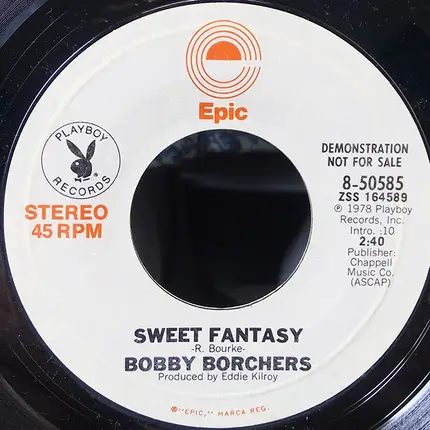 Epic
PLAYBOY
RECORDS
STEREO
45 RPM
DEMONSTRATION
NOT FOR SALE
8-50585
ZSS 164589
℗ 1978 Playboy
Records, Inc.
Intro. :10
2:40
Publisher:
Chappell
Music Co.
(ASCAP)
SWEET FANTASY
-R. Bourke-
BOBBY BORCHERS
Produced by Eddie Kilroy
®"EPIC," MARCA REG.